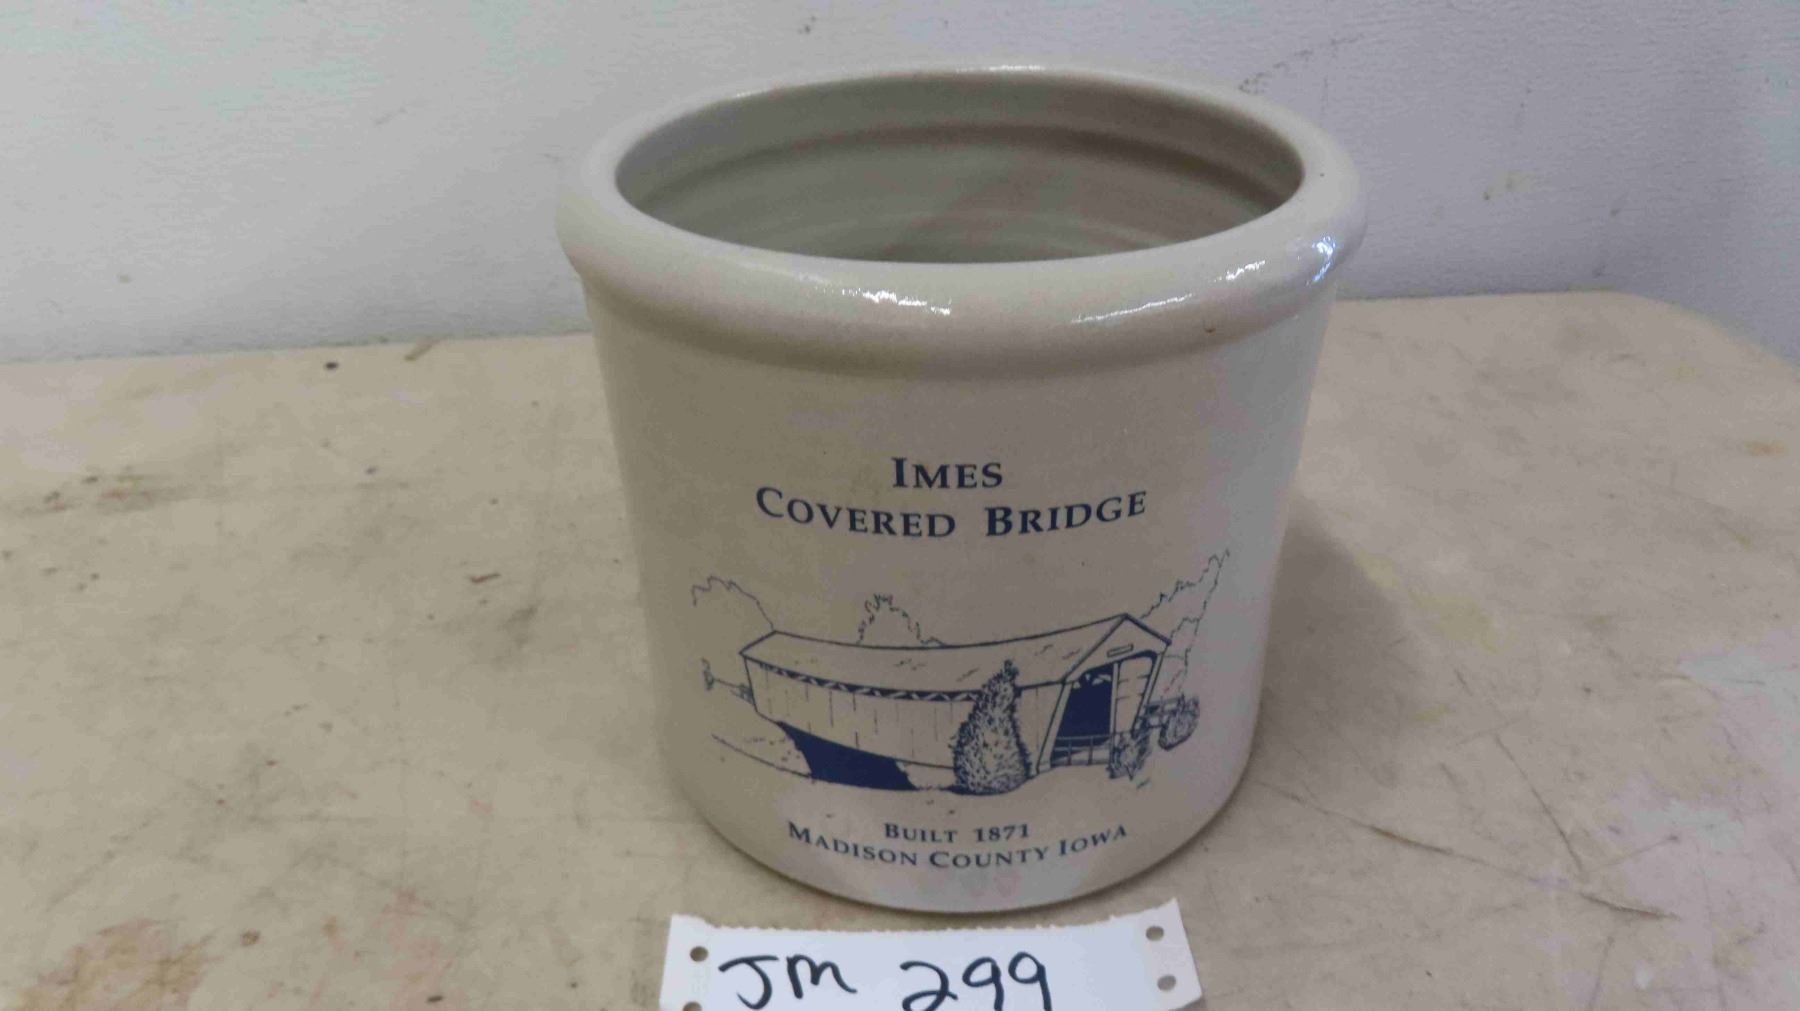 IMES
COVERED BRIDGE
BUILT 1871
MADISON COUNTY IOWA
JM 299